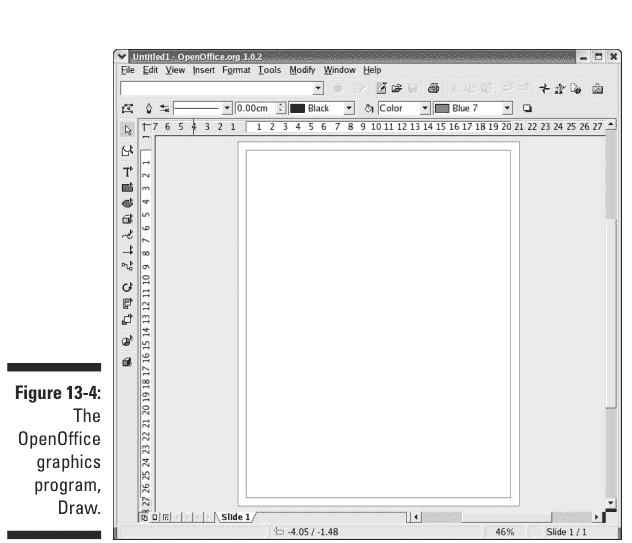 Untitled1 - OpenOffice.org 1.0.2
File Edit View Insert Format Tools Modify Window Help
0.00cm Black Color Blue 7
7 6 5 4 3 2 1 1 2 3 4 5 6 7 8 9 10 11 12 13 14 15 16 17 18 19 20 21 22 23 24 25 26 27
1 2 3 4 5 6 7 8 9 10 11 12 13 14 15 16 17 18 19 20 21 22 23 24 25 26 27
Figure 13-4:
The
OpenOffice
graphics
program,
Draw.
Slide 1
-4.05 / -1.48 46% Slide 1 / 1